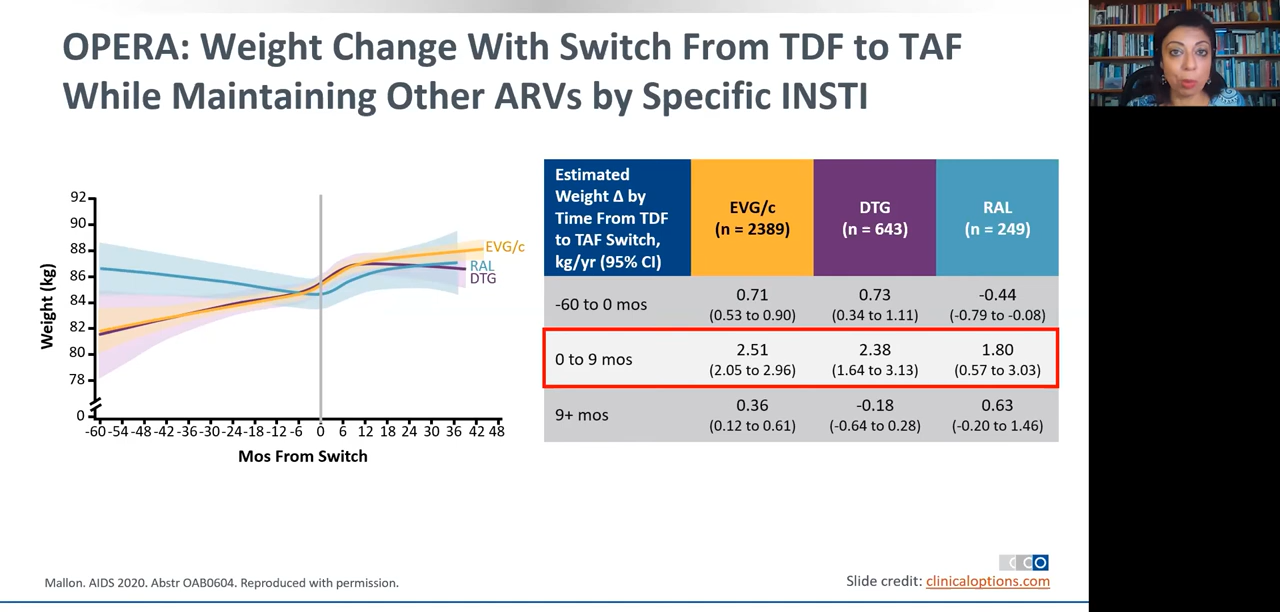 OPERA: Weight Change With Switch From TDF to TAF
While Maintaining Other ARVs by Specific INSTI
92
90
88
86
84
82
80
78
0
Weight (kg)
EVG/c
RAL
DTG
-60 -54 -48 -42 -36 -30 -24 -18 -12 -6 0 6 12 18 24 30 36 42 48
Mos From Switch
Estimated
Weight Δ by
Time From TDF
to TAF Switch,
kg/yr (95% CI)
EVG/c
(n = 2389)
DTG
(n = 643)
RAL
(n = 249)
-60 to 0 mos
0.71
(0.53 to 0.90)
0.73
(0.34 to 1.11)
-0.44
(-0.79 to -0.08)
0 to 9 mos
2.51
(2.05 to 2.96)
2.38
(1.64 to 3.13)
1.80
(0.57 to 3.03)
9+ mos
0.36
(0.12 to 0.61)
-0.18
(-0.64 to 0.28)
0.63
(-0.20 to 1.46)
CCO
Mallon. AIDS 2020. Abstr OAB0604. Reproduced with permission.
Slide credit: clinicaloptions.com